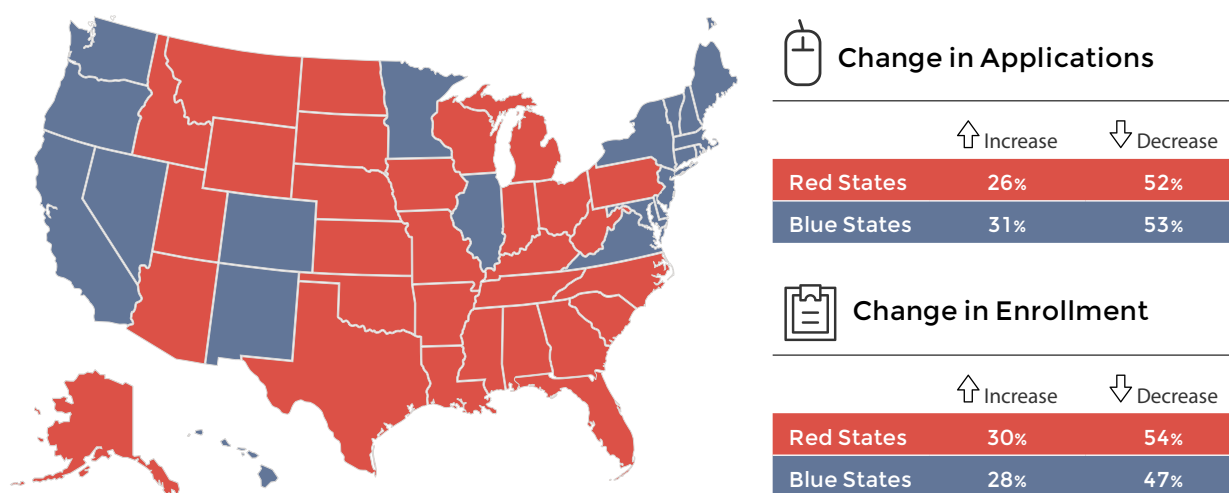 Change in Applications
Increase Decrease
Red States 26% 52%
Blue States 31% 53%
Change in Enrollment
Increase Decrease
Red States 30% 54%
Blue States 28% 47%